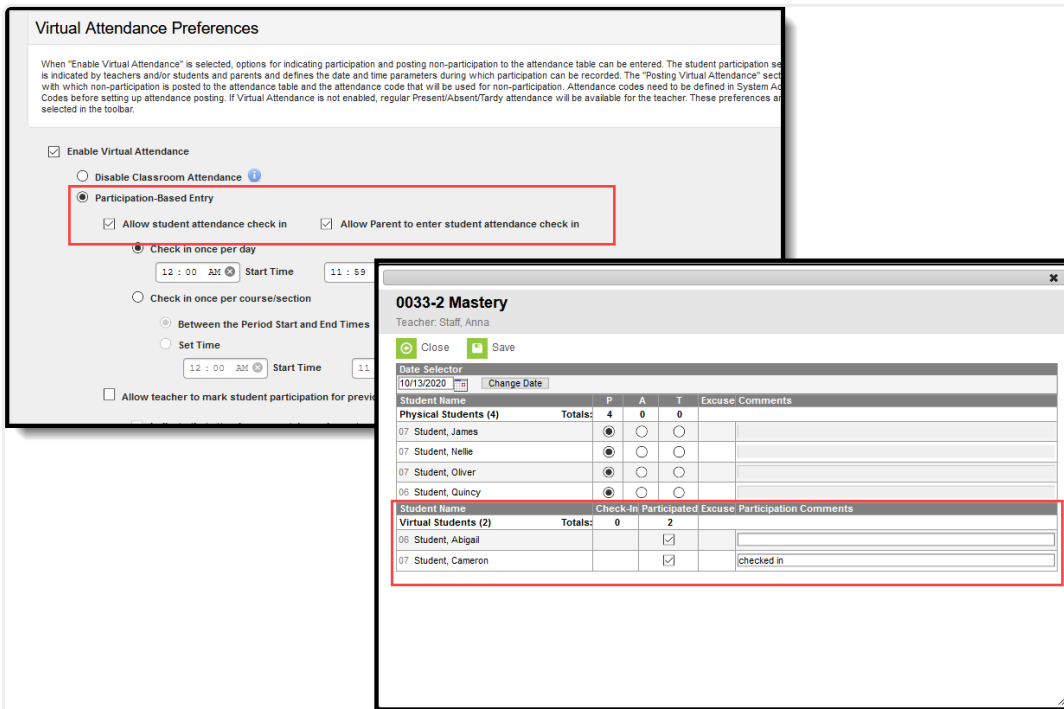 Virtual Attendance Preferences
When "Enable Virtual Attendance" is selected, options for indicating participation and posting non-participation to the attendance table can be entered. The student participation se
is indicated by teachers and/or students and parents and defines the date and time parameters during which participation can be recorded. The "Posting Virtual Attendance" sect
with which non-participation is posted to the attendance table and the attendance code that will be used for non-participation. Attendance codes need to be defined in System Ad
Codes before setting up attendance posting. If Virtual Attendance is not enabled, regular Present/Absent/Tardy attendance will be available for the teacher. These preferences ar
selected in the toolbar.
Enable Virtual Attendance
Disable Classroom Attendance
Participation-Based Entry
Allow student attendance check in Allow Parent to enter student attendance check in
Check in once per day
12 : 00 AM Start Time 11 : 59
Check in once per course/section
Between the Period Start and End Times
Set Time
12 : 00 AM Start Time 11
Allow teacher to mark student participation for previo
0033-2 Mastery
Teacher: Staff, Anna
Close Save
Date Selector
10/13/2020 Change Date
Student Name P A T Excuse Comments
Physical Students (4) Totals: 4 0 0
07 Student, James
07 Student, Nellie
07 Student, Oliver
06 Student, Quincy
Student Name Check-In Participated Excuse Participation Comments
Virtual Students (2) Totals: 0 2
06 Student, Abigail
07 Student, Cameron checked in